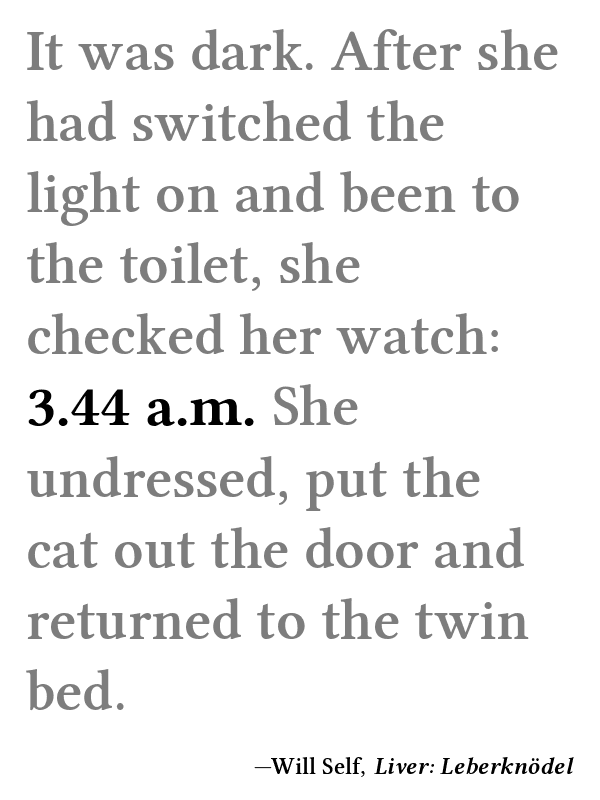 It was dark. After she
had switched the
light on and been to
the toilet, she
checked her watch:
3.44 a.m. She
undressed, put the
cat out the door and
returned to the twin
bed.
—Will Self, Liver: Leberknödel